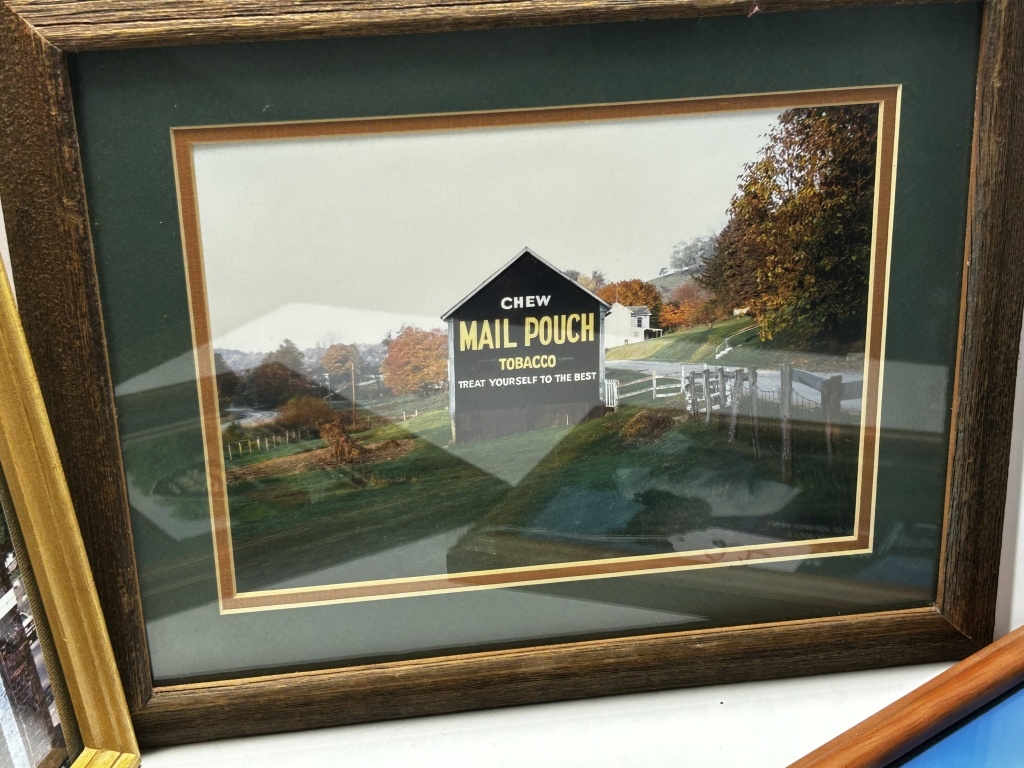 CHEW
MAIL POUCH
TOBACCO
TREAT YOURSELF TO THE BEST